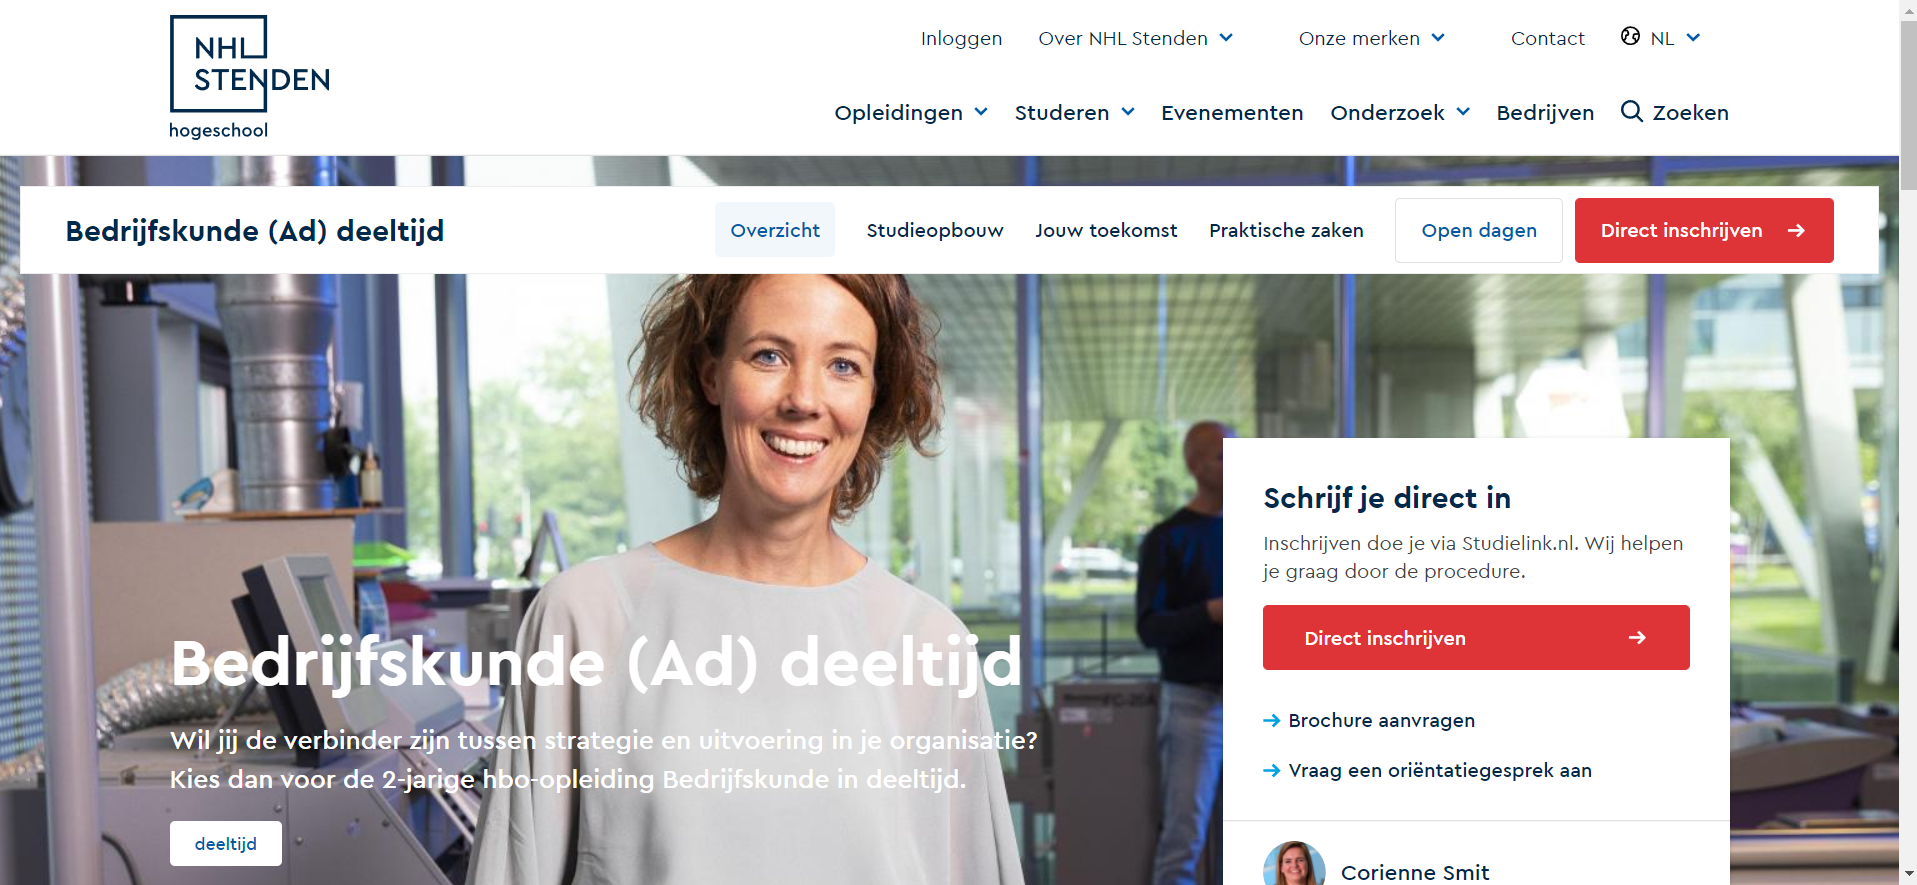 NHL
STENDEN
hogeschool
Inloggen Over NHL Stenden Onze merken Contact NL
Opleidingen Studeren Evenementen Onderzoek Bedrijven Zoeken
Bedrijfskunde (Ad) deeltijd Overzicht Studieopbouw Jouw toekomst Praktische zaken Open dagen Direct inschrijven
Bedrijfskunde (Ad) deeltijd
Wil jij de verbinder zijn tussen strategie en uitvoering in je organisatie?
Kies dan voor de 2-jarige hbo-opleiding Bedrijfskunde in deeltijd.
deeltijd
Schrijf je direct in
Inschrijven doe je via Studielink.nl. Wij helpen
je graag door de procedure.
Direct inschrijven
Brochure aanvragen
Vraag een oriëntatiegesprek aan
Corienne Smit